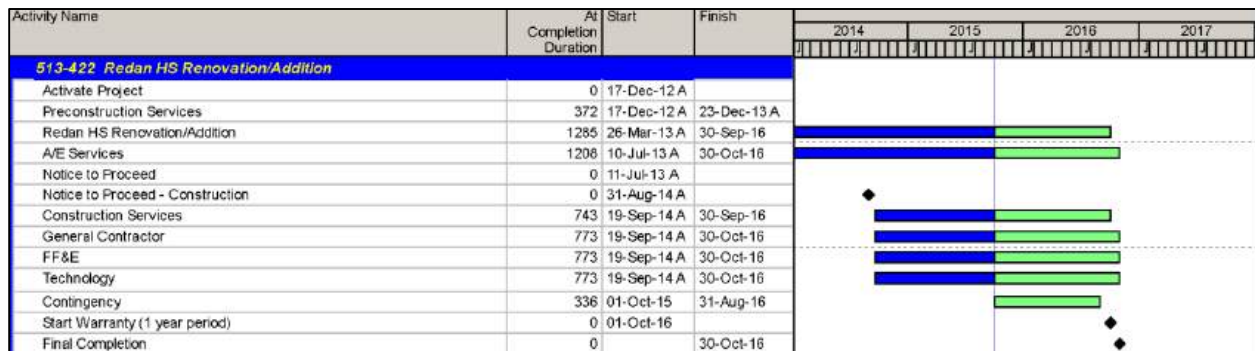 Activity Name At Completion Duration Start Finish
2014 2015 2016 2017
J J J J J J J J
513-422 Redan HS Renovation/Addition
Activate Project 0 17-Dec-12 A
Preconstruction Services 372 17-Dec-12 A 23-Dec-13 A
Redan HS Renovation/Addition 1285 26-Mar-13 A 30-Sep-16
A/E Services 1208 10-Jul-13 A 30-Oct-16
Notice to Proceed 0 11-Jul-13 A
Notice to Proceed - Construction 0 31-Aug-14 A
Construction Services 743 19-Sep-14 A 30-Sep-16
General Contractor 773 19-Sep-14 A 30-Oct-16
FF&E 773 19-Sep-14 A 30-Oct-16
Technology 773 19-Sep-14 A 30-Oct-16
Contingency 336 01-Oct-15 31-Aug-16
Start Warranty (1 year period) 0 01-Oct-16
Final Completion 0 30-Oct-16